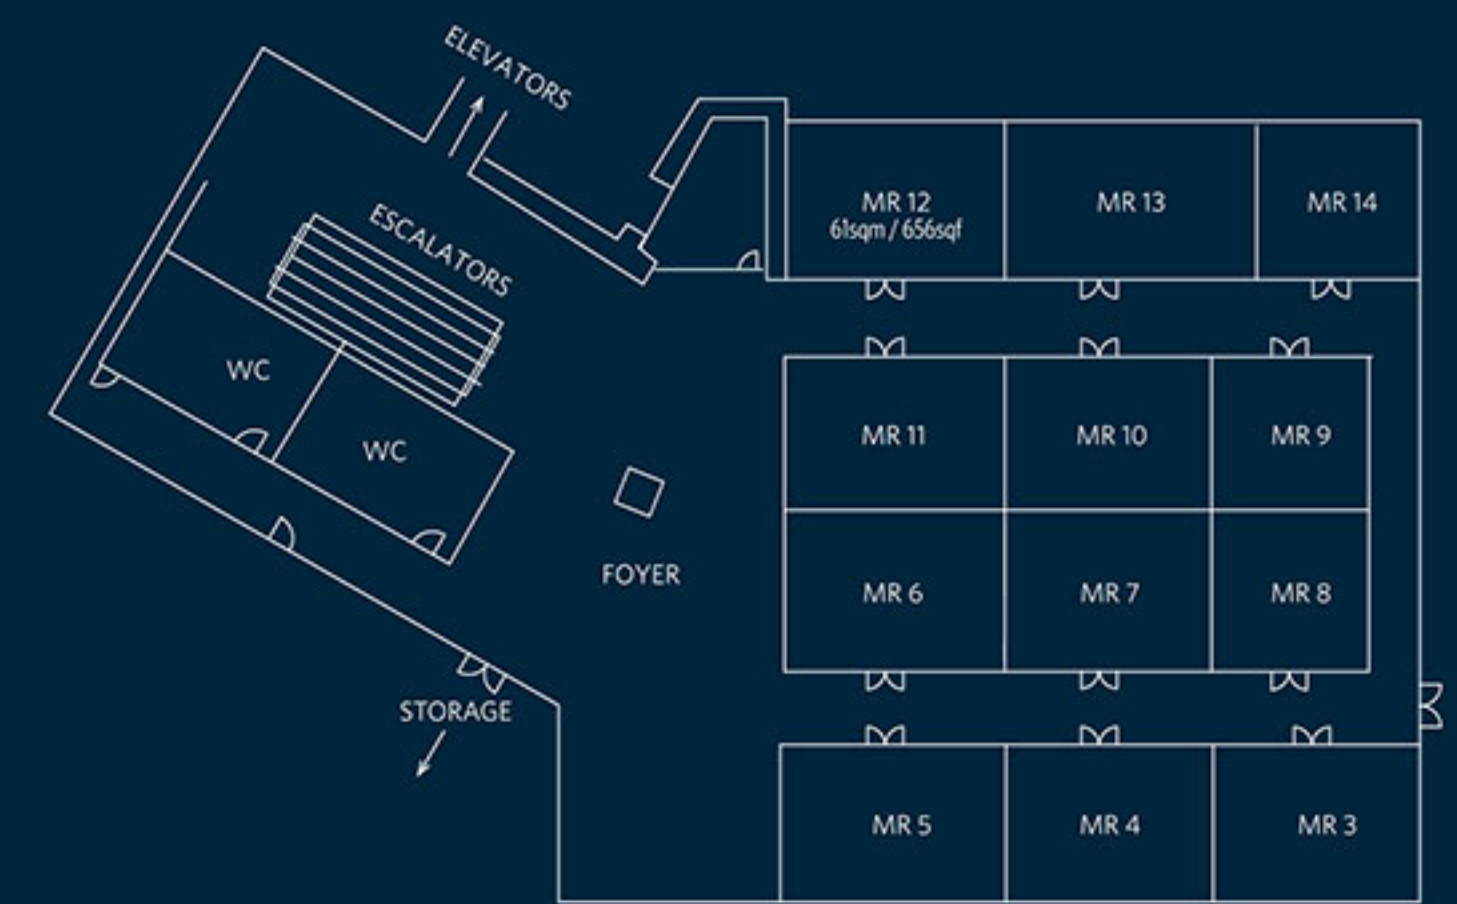 ELEVATORS
ESCALATORS
WC
WC
FOYER
STORAGE
MR 12
61sqm / 656sqf
MR 13
MR 14
MR 11
MR 10
MR 9
MR 6
MR 7
MR 8
MR 5
MR 4
MR 3